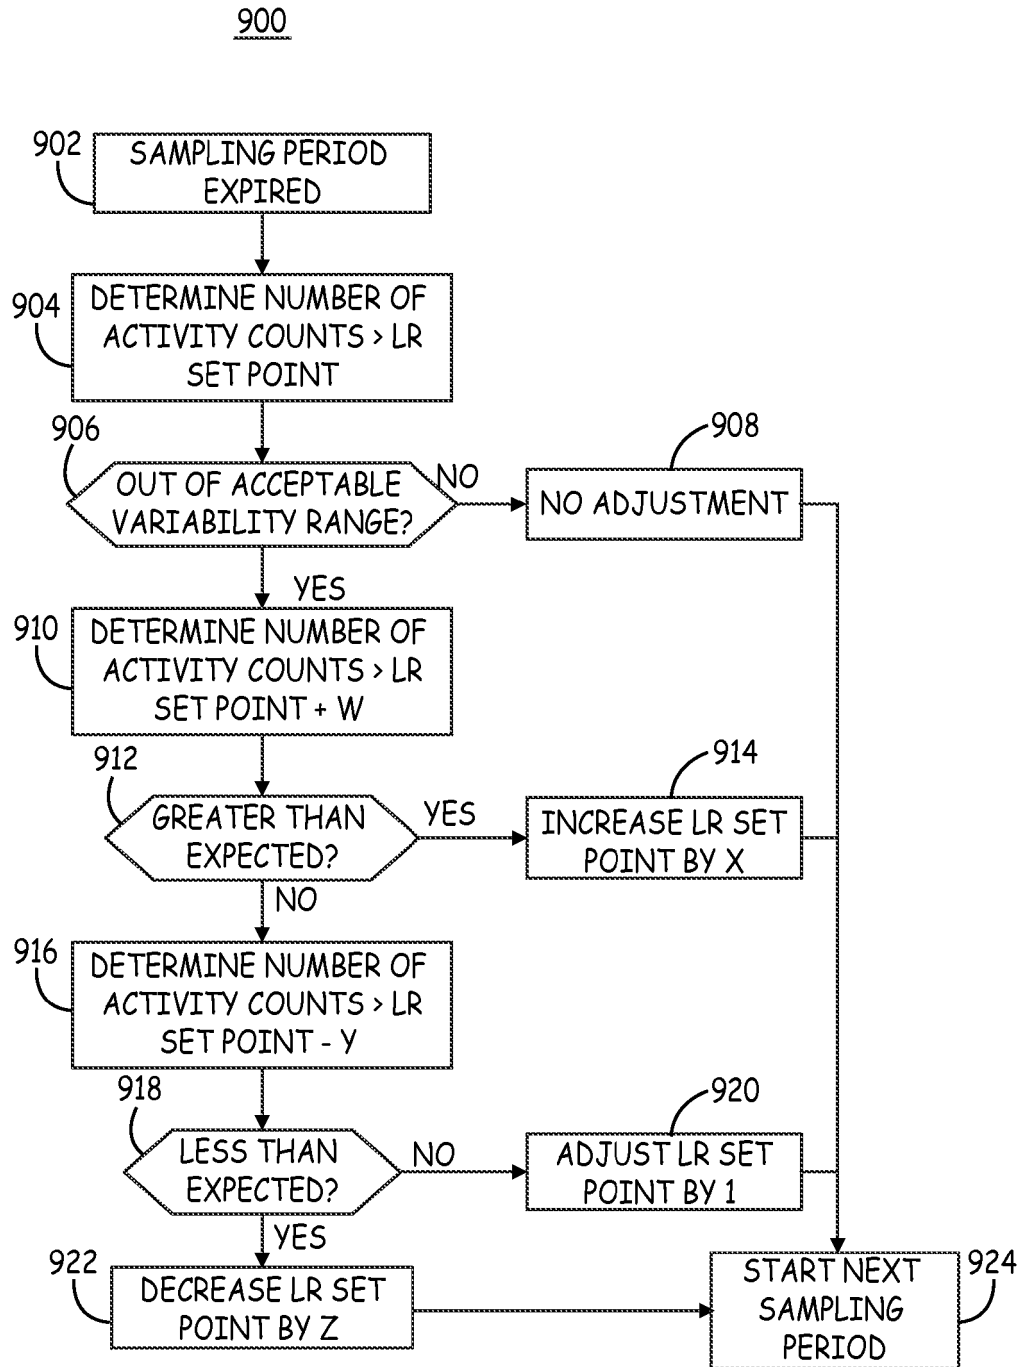 900
902
SAMPLING PERIOD
EXPIRED
904
DETERMINE NUMBER OF
ACTIVITY COUNTS > LR
SET POINT
906
OUT OF ACCEPTABLE
VARIABILITY RANGE?
NO
908
NO ADJUSTMENT
YES
910
DETERMINE NUMBER OF
ACTIVITY COUNTS > LR
SET POINT + W
912
GREATER THAN
EXPECTED?
YES
914
INCREASE LR SET
POINT BY X
NO
916
DETERMINE NUMBER OF
ACTIVITY COUNTS > LR
SET POINT - Y
918
LESS THAN
EXPECTED?
NO
920
ADJUST LR SET
POINT BY 1
YES
922
DECREASE LR SET
POINT BY Z
START NEXT
SAMPLING
PERIOD
924